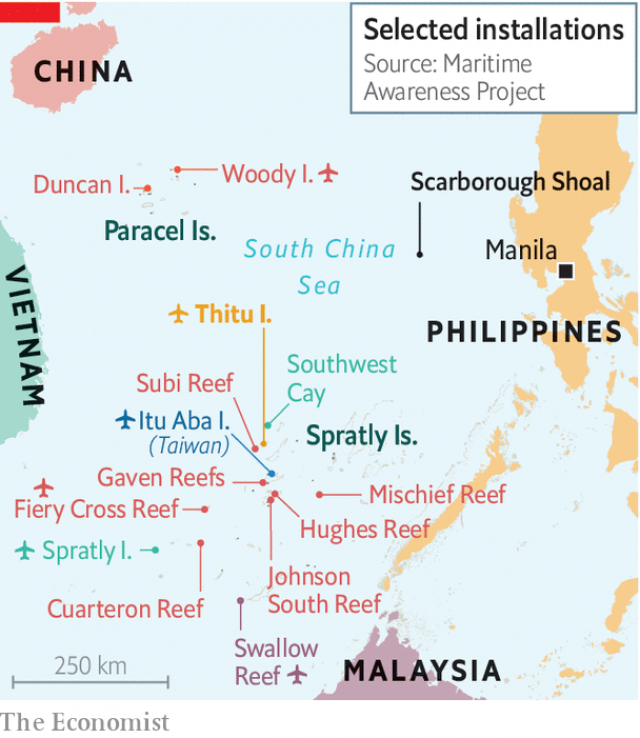 Selected installations
Source: Maritime
Awareness Project
CHINA
Duncan I.
Woody I.
Scarborough Shoal
Paracel Is.
South China
Sea
Manila
VIETNAM
Thitu I.
PHILIPPINES
Southwest
Cay
Subi Reef
Itu Aba I.
(Taiwan)
Spratly Is.
Gaven Reefs
Mischief Reef
Fiery Cross Reef
Hughes Reef
Spratly I.
Johnson
South Reef
Cuarteron Reef
Swallow
Reef
250 km
MALAYSIA
The Economist